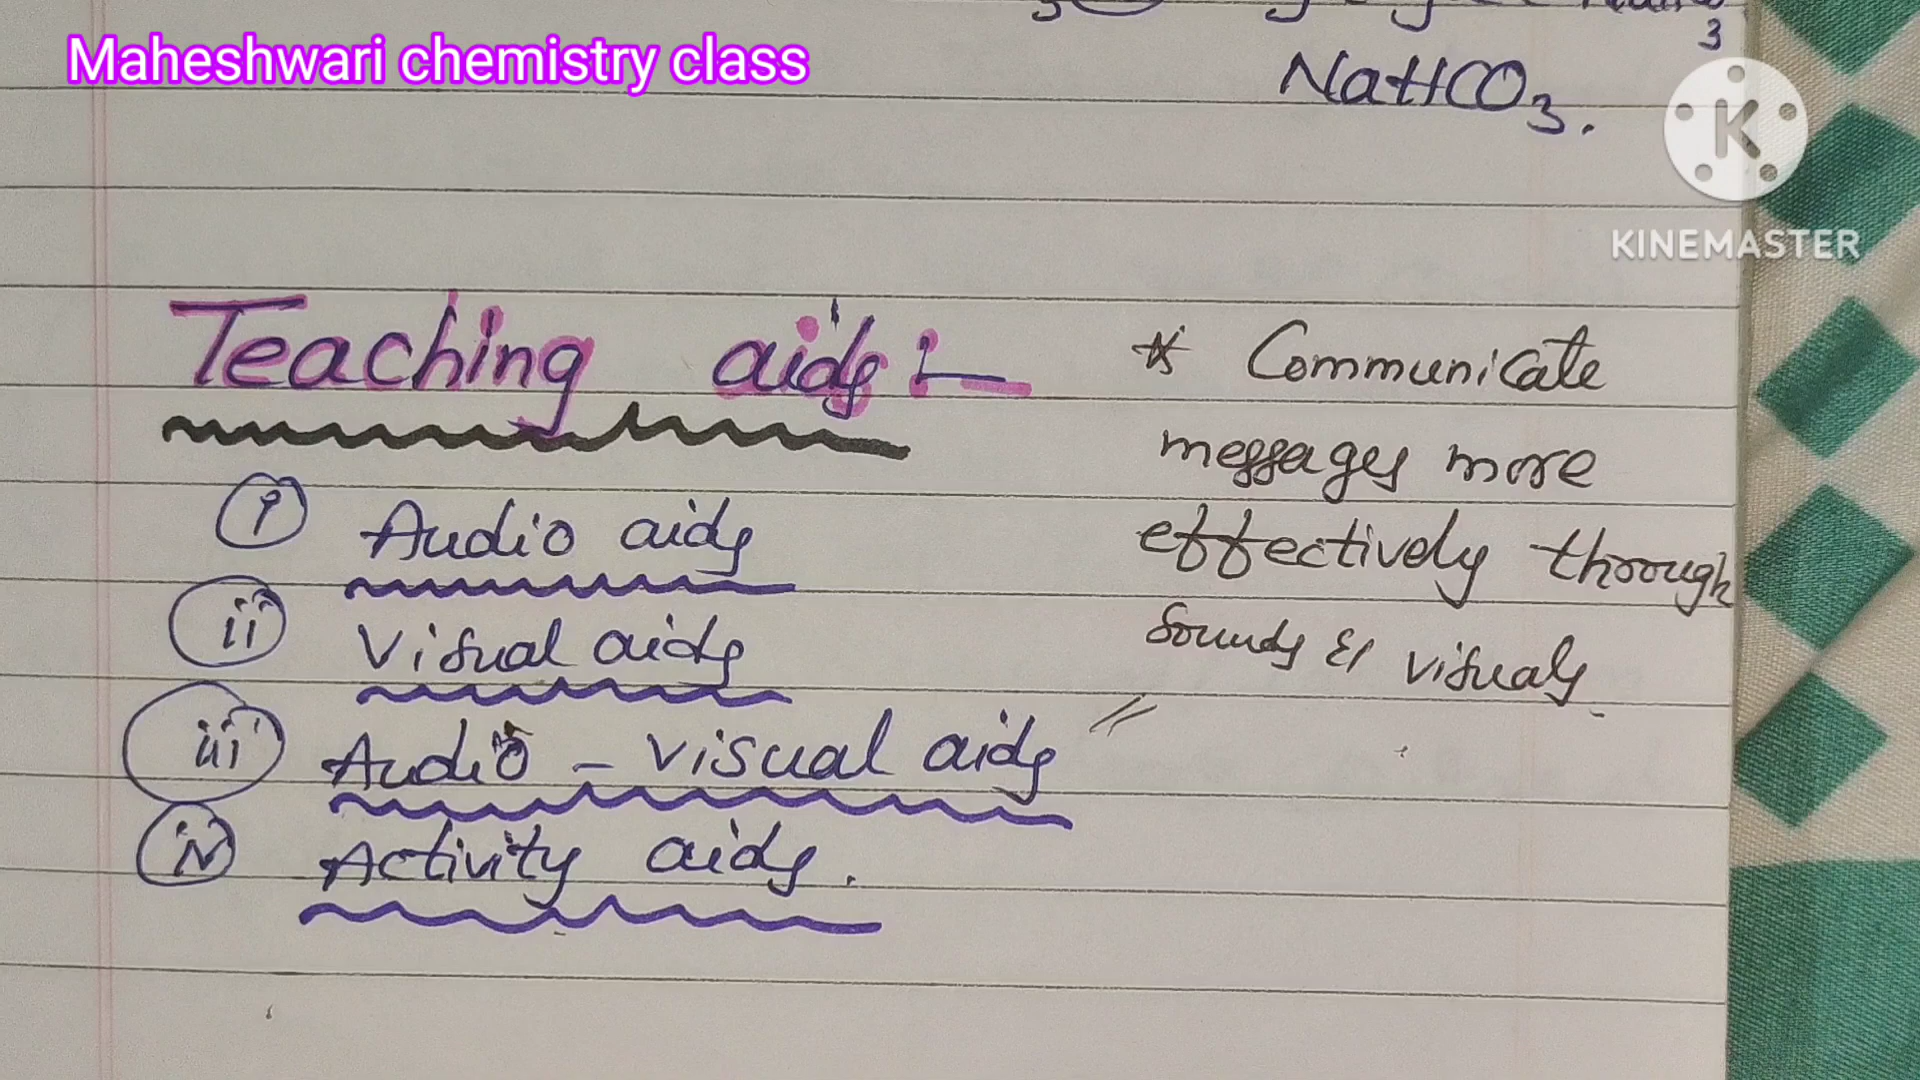 Maheshwari chemistry class
3
NaHCO3.
KINEMASTER
Teaching aids :-
i Audio aids
ii Visual aids
iii Audio - visual aids
iv Activity aids.
* Communicate
messages more
effectively through
sounds & visuals